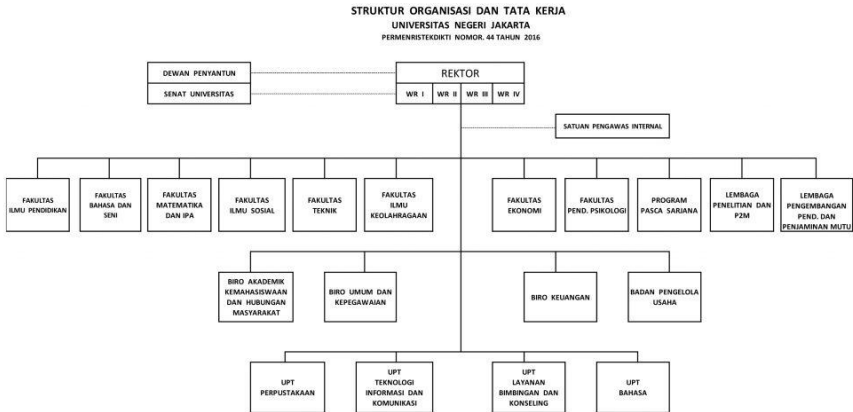 STRUKTUR ORGANISASI DAN TATA KERJA
UNIVERSITAS NEGERI JAKARTA
PERMENRISTEKDIKTI NOMOR. 44 TAHUN 2016
DEWAN PENYANTUN
SENAT UNIVERSITAS
REKTOR
WR I
WR II
WR III
WR IV
SATUAN PENGAWAS INTERNAL
FAKULTAS
ILMU PENDIDIKAN
FAKULTAS
BAHASA DAN
SENI
FAKULTAS
MATEMATIKA
DAN IPA
FAKULTAS
ILMU SOSIAL
FAKULTAS
TEKNIK
FAKULTAS
ILMU
KEOLAHRAGAAN
FAKULTAS
EKONOMI
FAKULTAS
PEND. PSIKOLOGI
PROGRAM
PASCA SARJANA
LEMBAGA
PENELITIAN DAN
P2M
LEMBAGA
PENGEMBANGAN
PEND. DAN
PENJAMINAN MUTU
BIRO AKADEMIK
KEMAHASISWAAN
DAN HUBUNGAN
MASYARAKAT
BIRO UMUM DAN
KEPEGAWAIAN
BIRO KEUANGAN
BADAN PENGELOLA
USAHA
UPT
PERPUSTAKAAN
UPT
TEKNOLOGI
INFORMASI DAN
KOMUNIKASI
UPT
LAYANAN
BIMBINGAN DAN
KONSELING
UPT
BAHASA